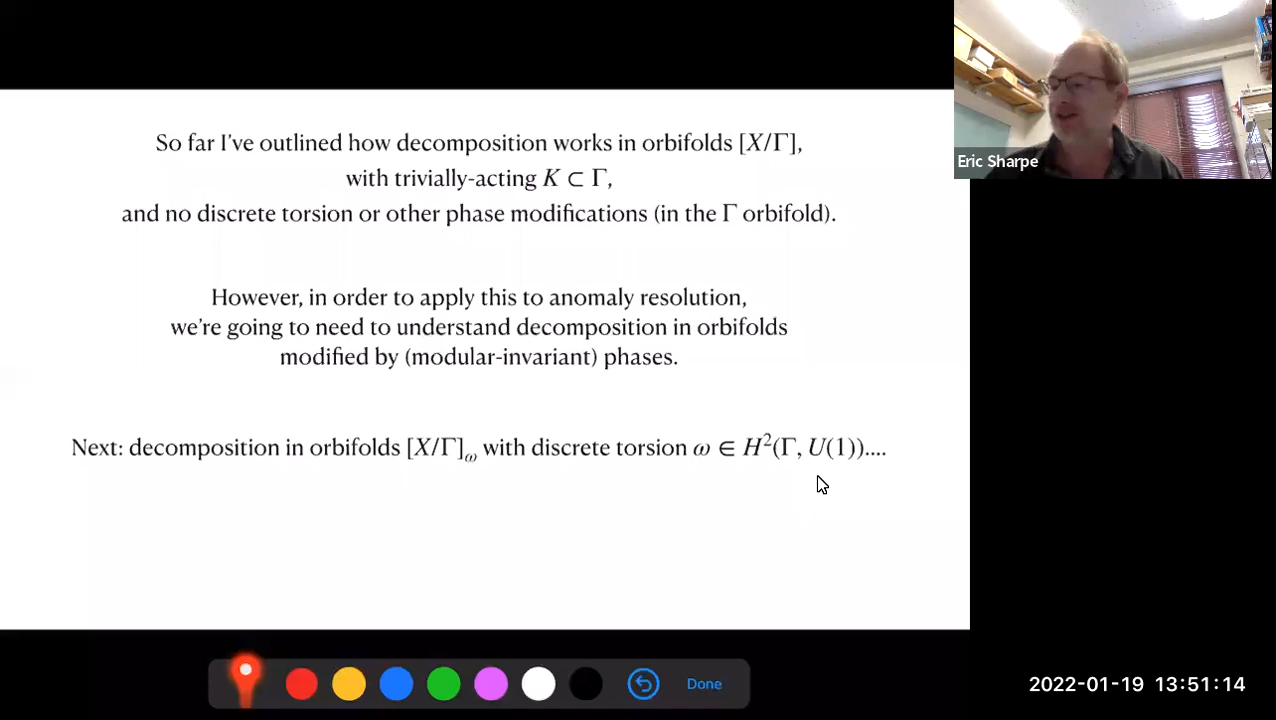 So far I've outlined how decomposition works in orbifolds [X/Γ],
with trivially-acting K ⊂ Γ,
and no discrete torsion or other phase modifications (in the Γ orbifold).
However, in order to apply this to anomaly resolution,
we're going to need to understand decomposition in orbifolds
modified by (modular-invariant) phases.
Next: decomposition in orbifolds [X/Γ]_ω with discrete torsion ω ∈ H²(Γ, U(1))....
Eric Sharpe
Done
2022-01-19 13:51:14